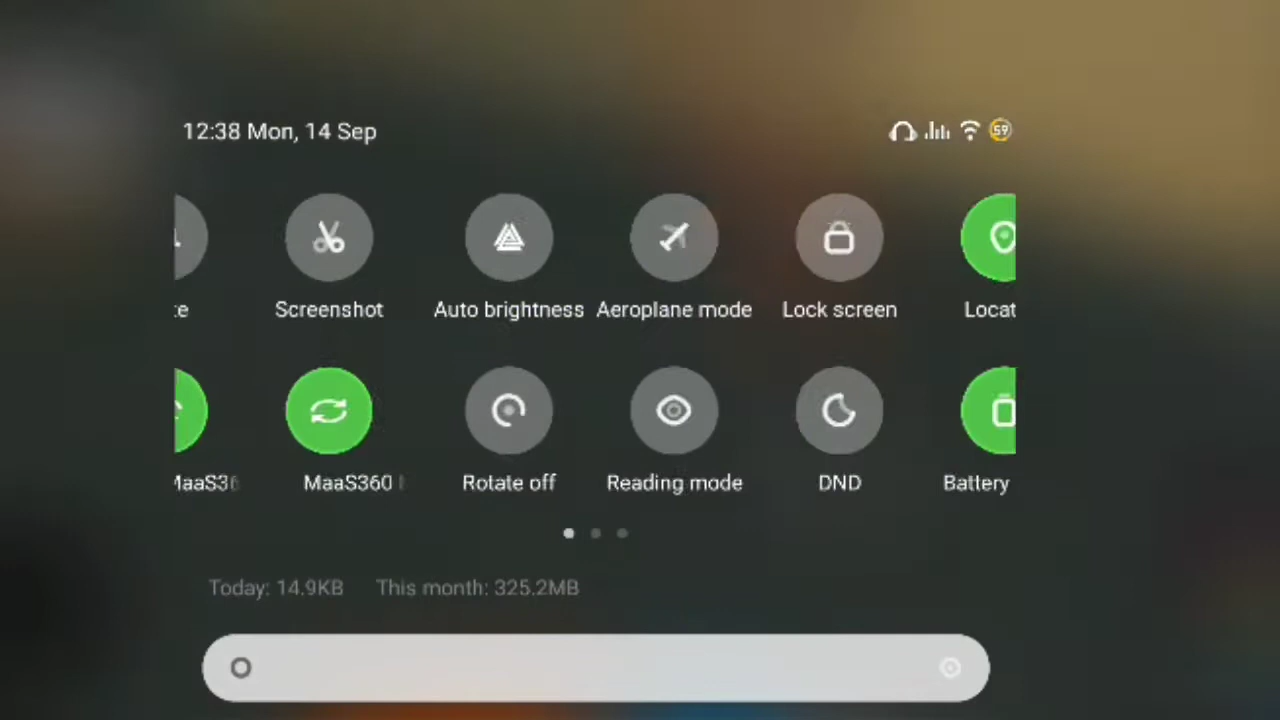 12:38 Mon, 14 Sep 59
Screenshot Auto brightness Aeroplane mode Lock screen Locat
MaaS36 MaaS360 Rotate off Reading mode DND Battery
Today: 14.9KB This month: 325.2MB